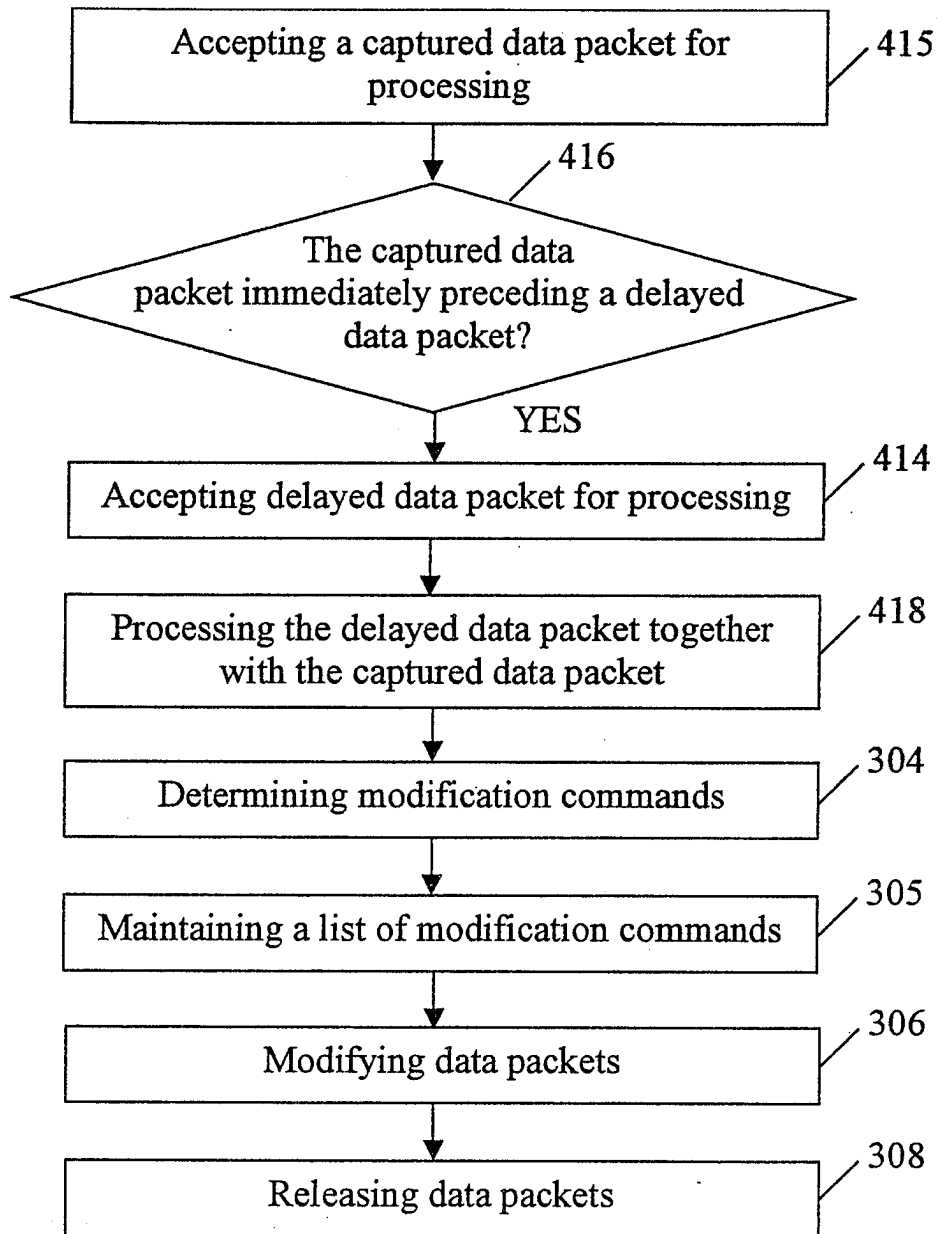 Accepting a captured data packet for
processing
415
416
The captured data
packet immediately preceding a delayed
data packet?
YES
414
Accepting delayed data packet for processing
418
Processing the delayed data packet together
with the captured data packet
304
Determining modification commands
305
Maintaining a list of modification commands
306
Modifying data packets
308
Releasing data packets